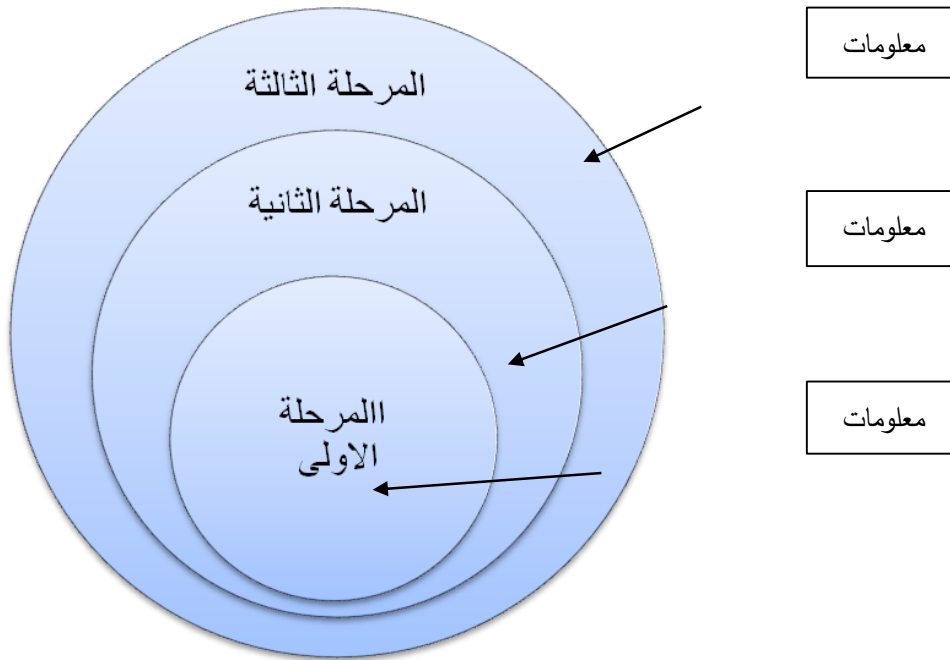 معلومات
المرحلة الثالثة
المرحلة الثانية
معلومات
معلومات
االمرحلة
الاولى